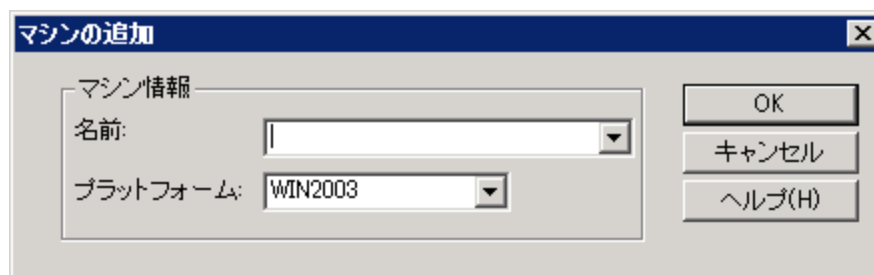 マシンの追加
マシン情報
名前:
プラットフォーム: WIN2003
OK
キャンセル
ヘルプ(H)